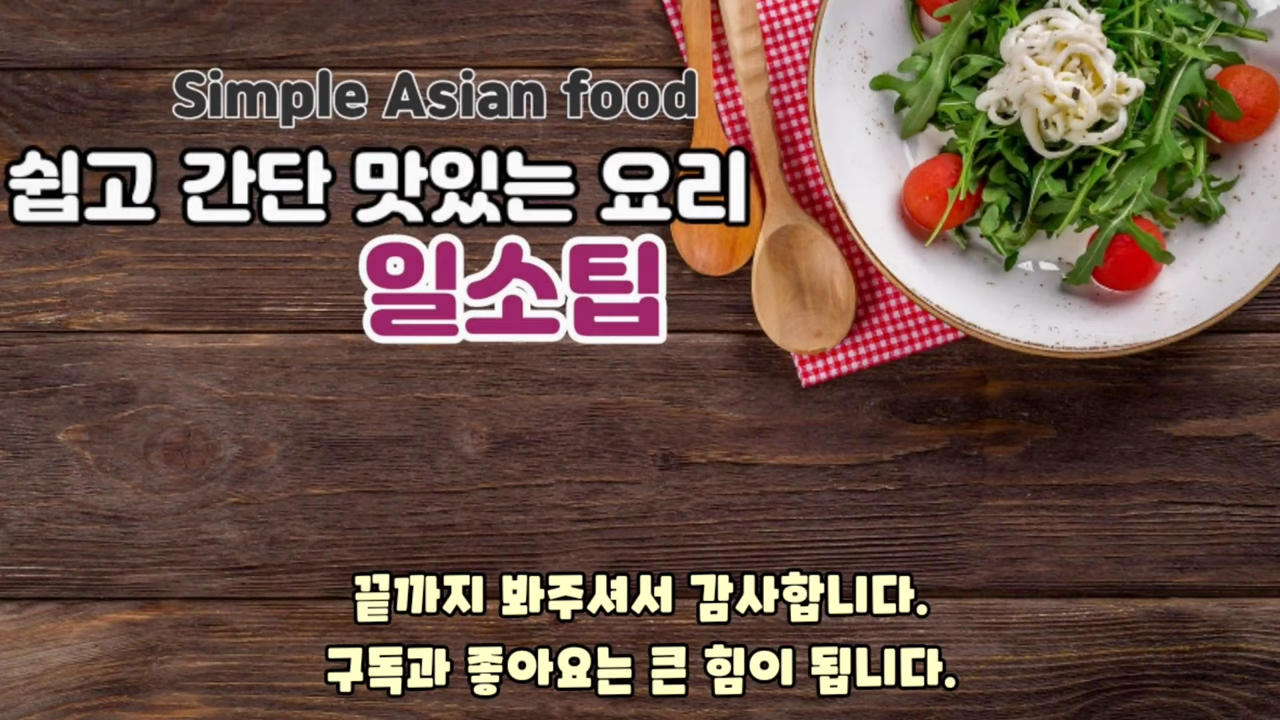 Simple Asian food
쉽고 간단 맛있는 요리
일소팁
끝까지 봐주셔서 감사합니다.
구독과 좋아요는 큰 힘이 됩니다.